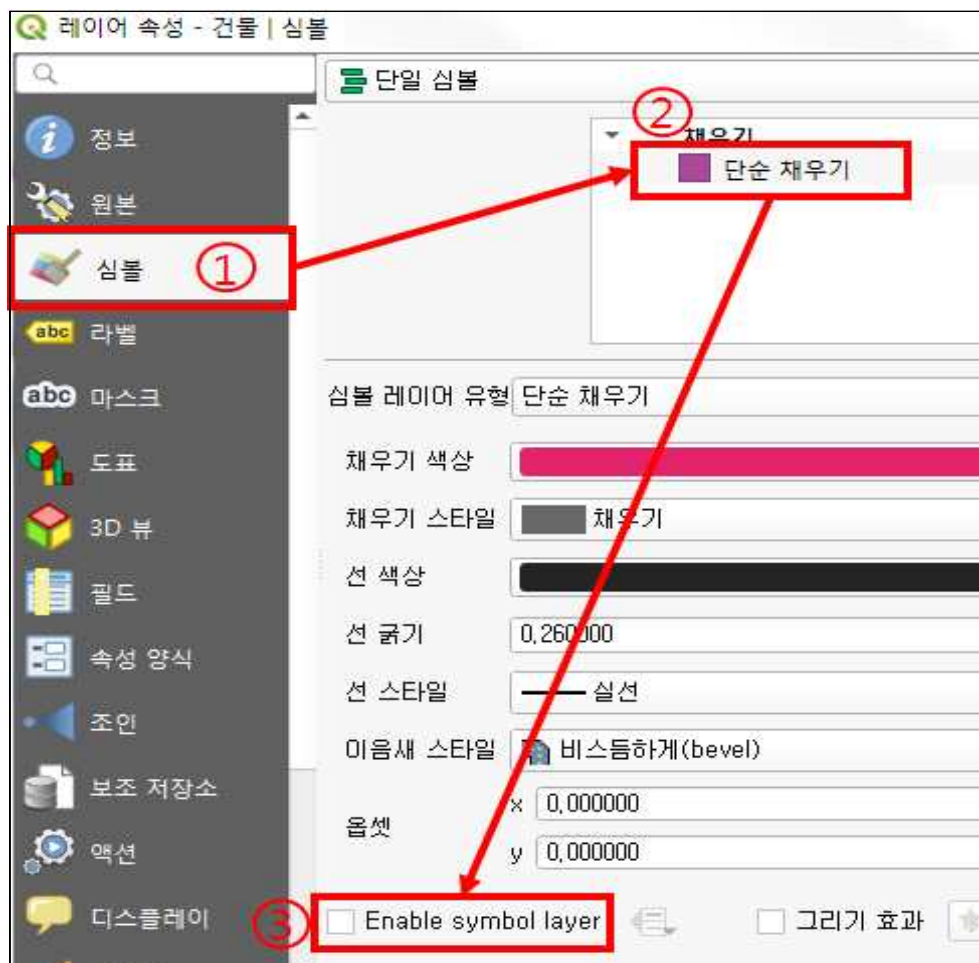 레이어 속성 - 건물 | 심볼
단일 심볼
정보
②
채우기
단순 채우기
원본
심볼 ①
abc 라벨
abc 마스크
심볼 레이어 유형 단순 채우기
도표
채우기 색상
채우기 스타일 채우기
3D 뷰
선 색상
필드
선 굵기 0,260000
속성 양식
선 스타일 실선
조인
이음새 스타일 비스듬하게(bevel)
보조 저장소
옵셋
x 0,000000
y 0,000000
액션
디스플레이
③ Enable symbol layer 그리기 효과